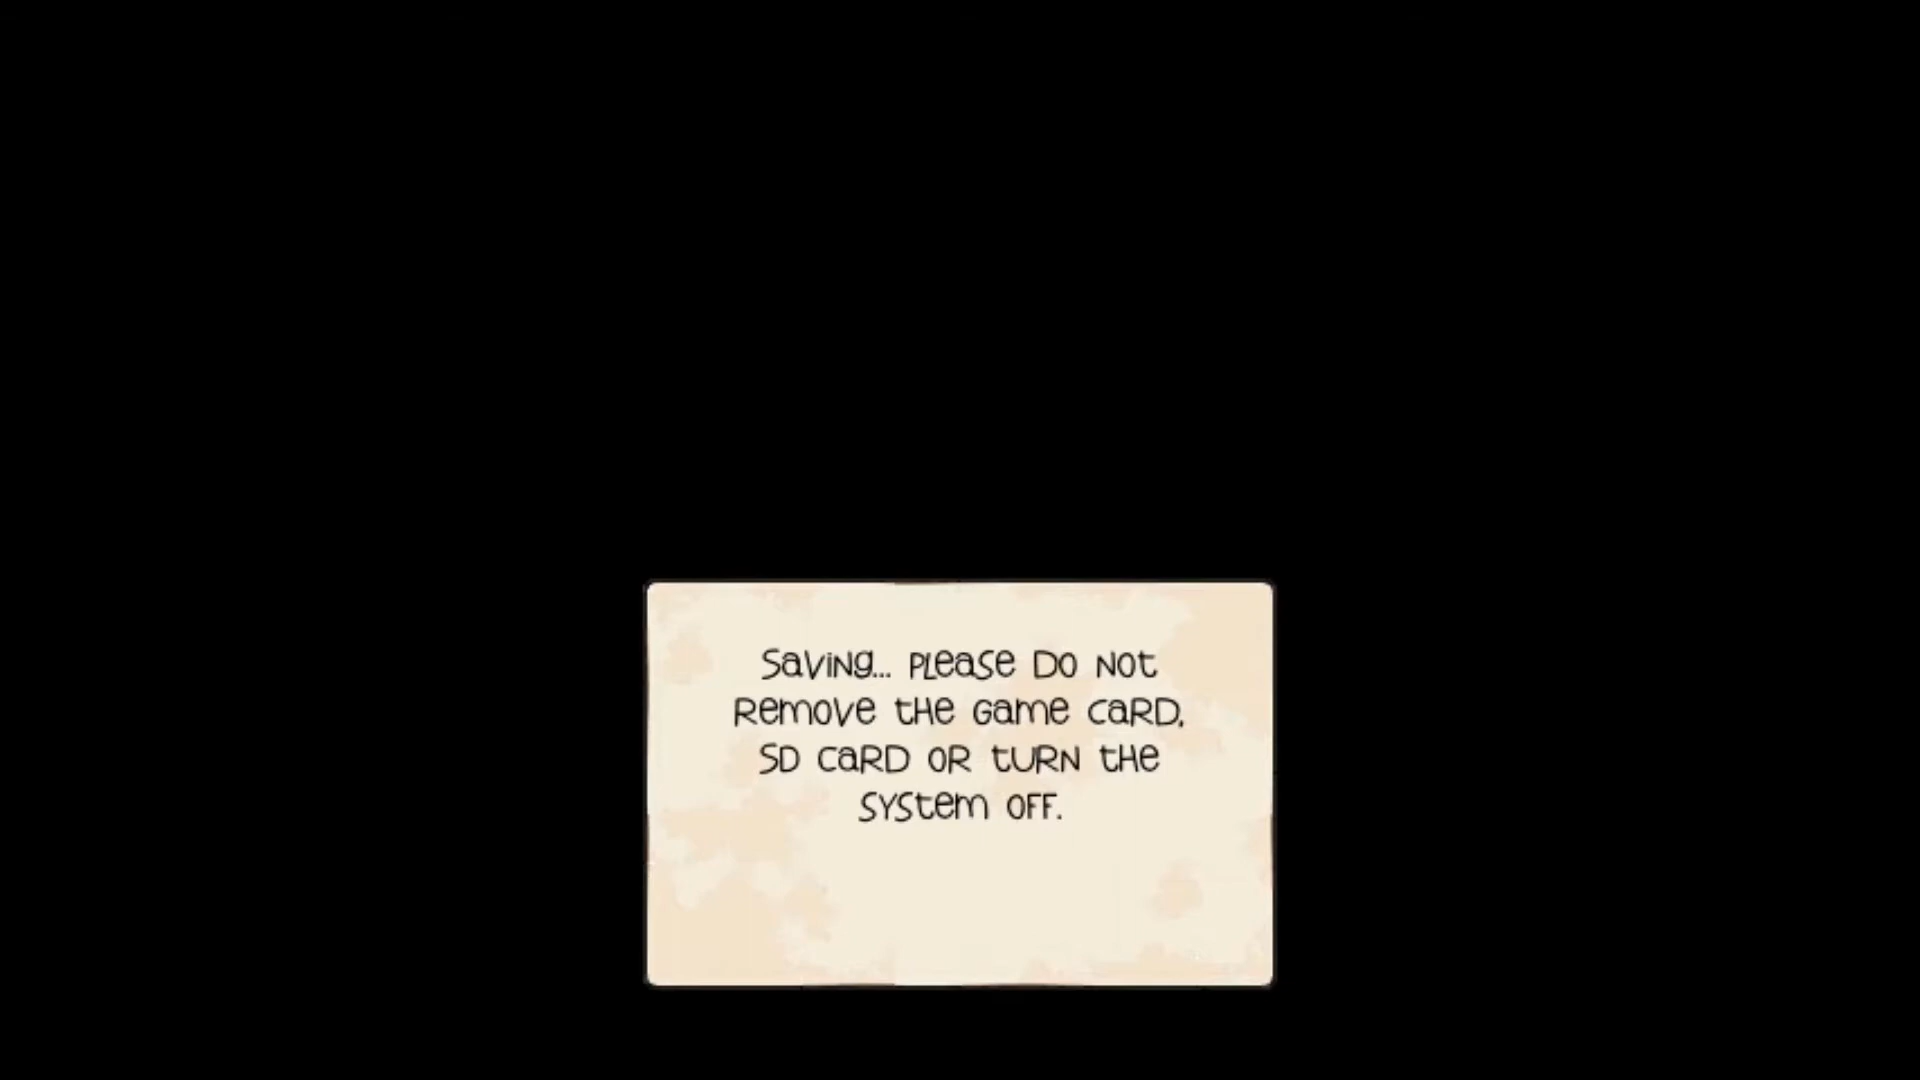 Saving... Please do not
remove the Game Card,
SD Card or turn the
system off.